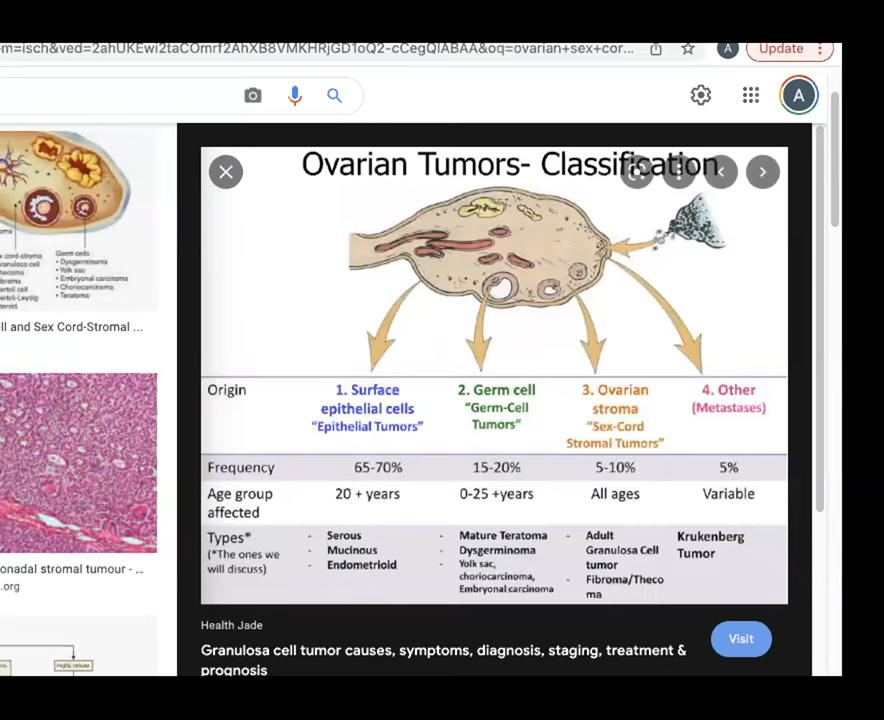 m=isch&ved=2ahUKEwi2taCOmrf2AhXB8VMKHRjGD1oQ2-cCegQIABAA&oq=ovarian+sex+cor...
A
Update
A
Ovarian Tumors- Classification
cord-stroma
Germ cells
• Dysgerminoma
• Yolk sac
• Embryonal carcinoma
• Choriocarcinoma
• Teratoma
ll and Sex Cord-Stromal ...
Origin
1. Surface
epithelial cells
"Epithelial Tumors"
2. Germ cell
"Germ-Cell
Tumors"
3. Ovarian
stroma
"Sex-Cord
Stromal Tumors"
4. Other
(Metastases)
Frequency
65-70%
15-20%
5-10%
5%
Age group
affected
20 + years
0-25 +years
All ages
Variable
Types*
(*The ones we
will discuss)
- Serous
- Mucinous
- Endometrioid
- Mature Teratoma
- Dysgerminoma
- Yolk sac,
choriocarcinoma,
Embryonal carcinoma
- Adult
Granulosa Cell
tumor
- Fibroma/Theco
ma
Krukenberg
Tumor
onadal stromal tumour - ...
.org
Health Jade
Granulosa cell tumor causes, symptoms, diagnosis, staging, treatment &
prognosis
Visit